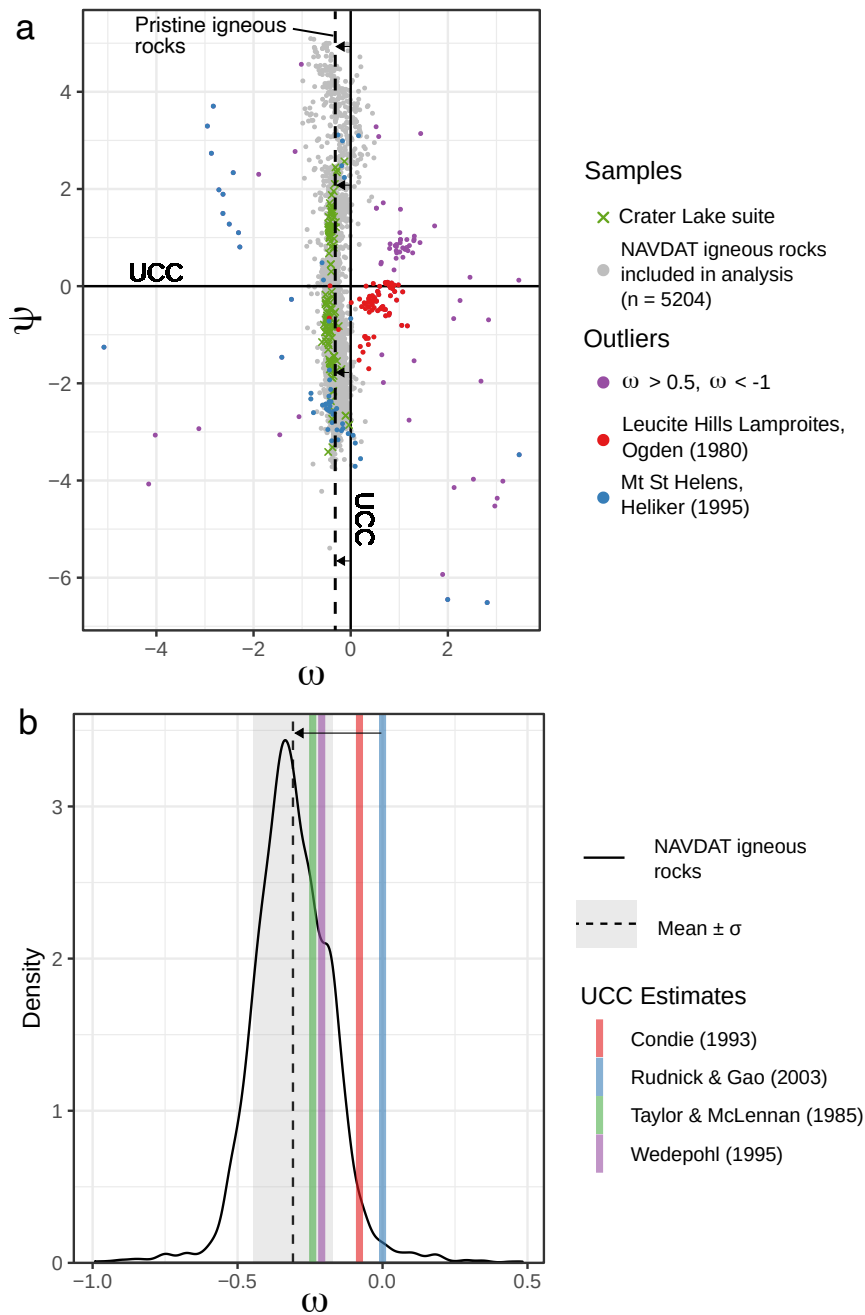 a
Pristine igneous
rocks
4
2
0
−2
−4
−6
ψ
UCC
UCC
−4
−2
0
2
ω
Samples
Crater Lake suite
NAVDAT igneous rocks
included in analysis
(n = 5204)
Outliers
ω > 0.5, ω < -1
Leucite Hills Lamproites,
Ogden (1980)
Mt St Helens,
Heliker (1995)
b
3
2
1
0
Density
−1.0
−0.5
0.0
0.5
ω
NAVDAT igneous
rocks
Mean ± σ
UCC Estimates
Condie (1993)
Rudnick & Gao (2003)
Taylor & McLennan (1985)
Wedepohl (1995)